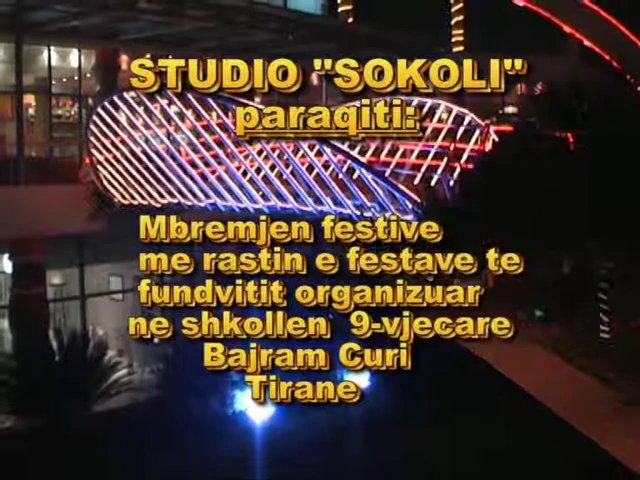 STUDIO "SOKOLI"
paraqiti:
Mbremjen festive
me rastin e festave te
fundvitit organizuar
ne shkollen 9-vjecare
Bajram Curi
Tirane